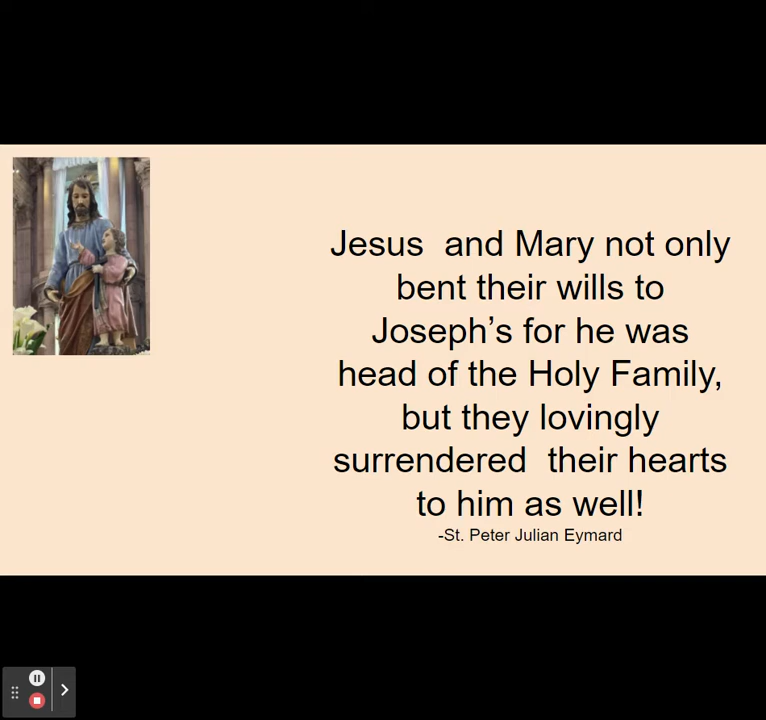 Jesus  and Mary not only
bent their wills to
Joseph’s for he was
head of the Holy Family,
but they lovingly
surrendered  their hearts
to him as well!
-St. Peter Julian Eymard